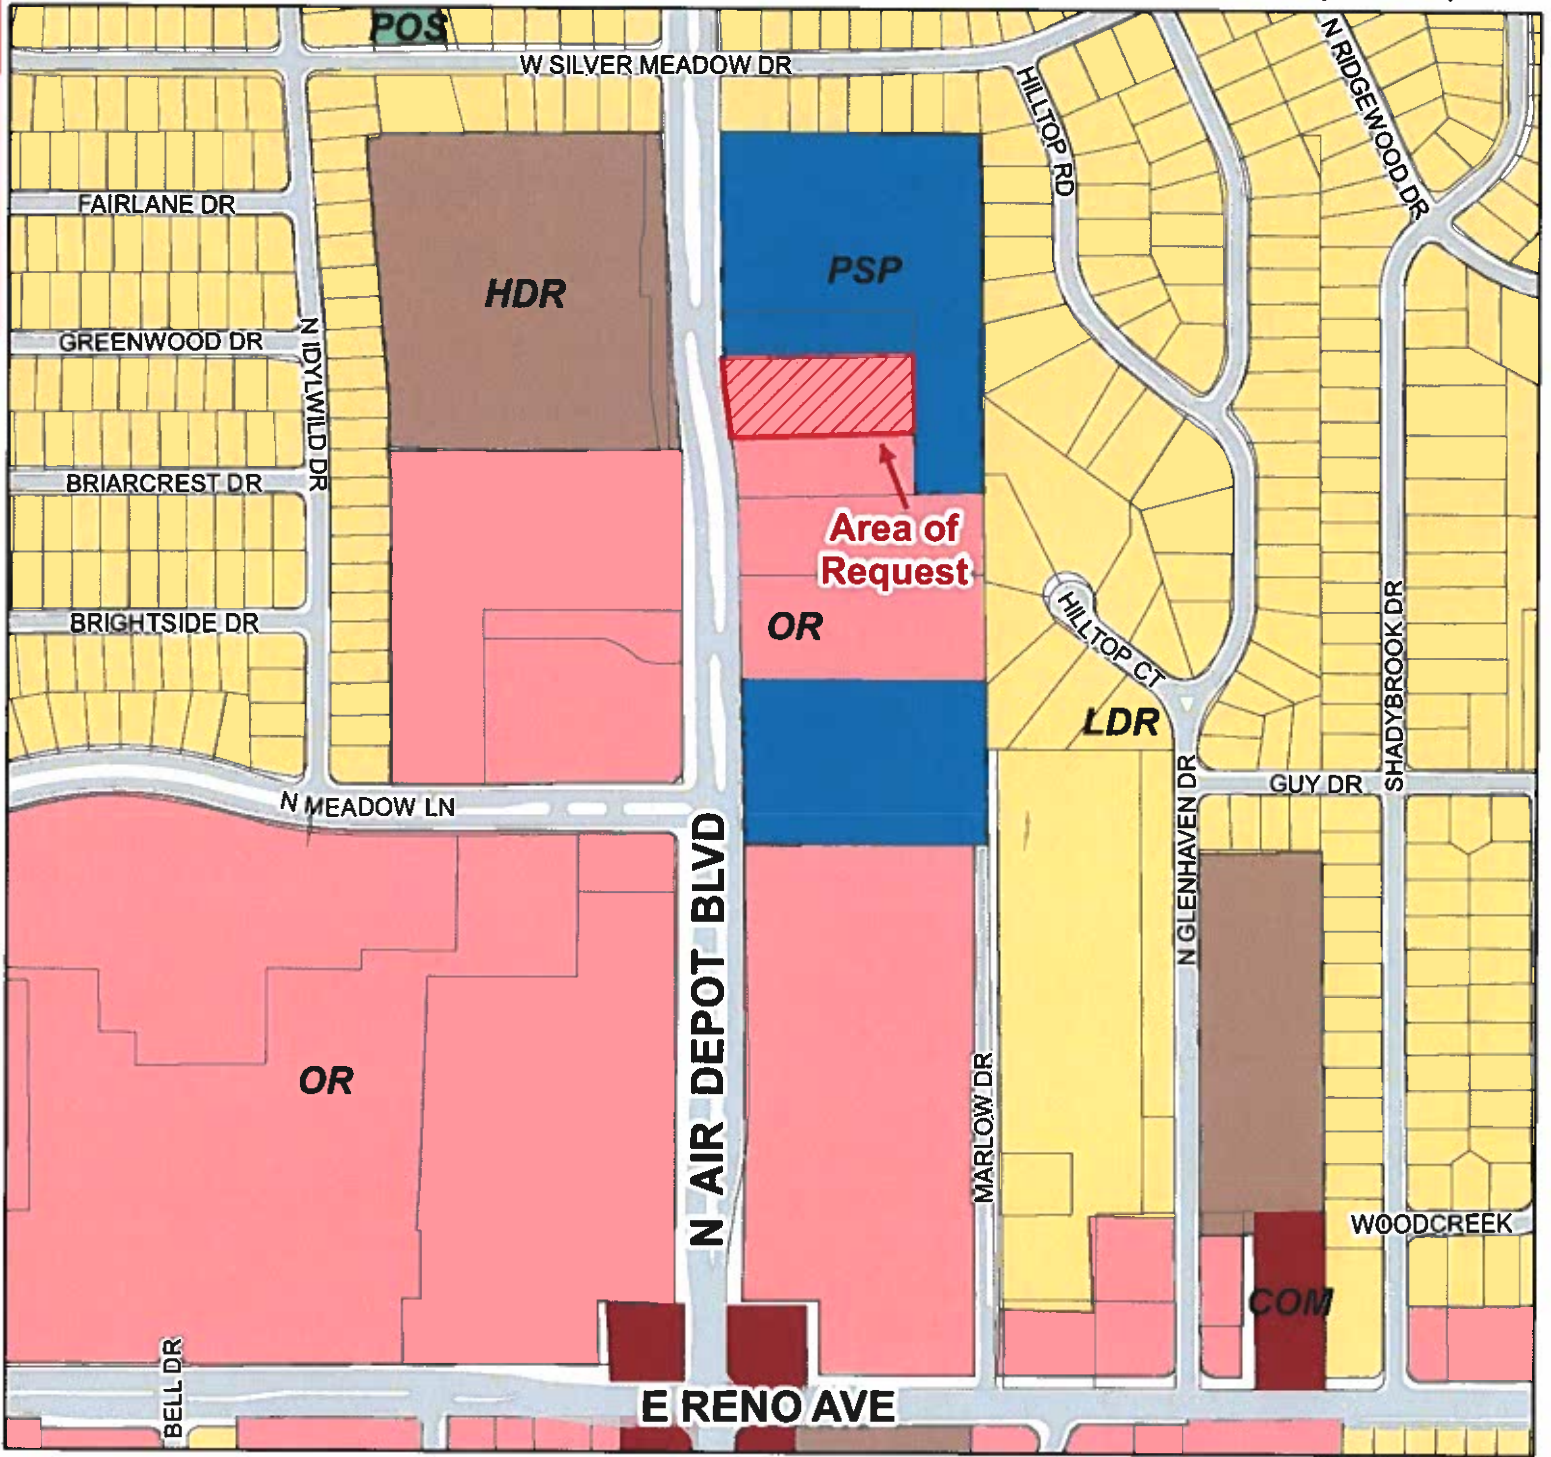 POS
W SILVER MEADOW DR
N RIDGEWOOD DR
HILLTOP RD
FAIRLANE DR
PSP
HDR
GREENWOOD DR
N IDYLWILD DR
BRIARCREST DR
Area of
Request
BRIGHTSIDE DR
OR
HILLTOP CT
SHADYBROOK DR
LDR
GUY DR
N MEADOW LN
N AIR DEPOT BLVD
N GLENHAVEN DR
OR
MARLOW DR
WOODCREEK
COM
BELL DR
E RENO AVE